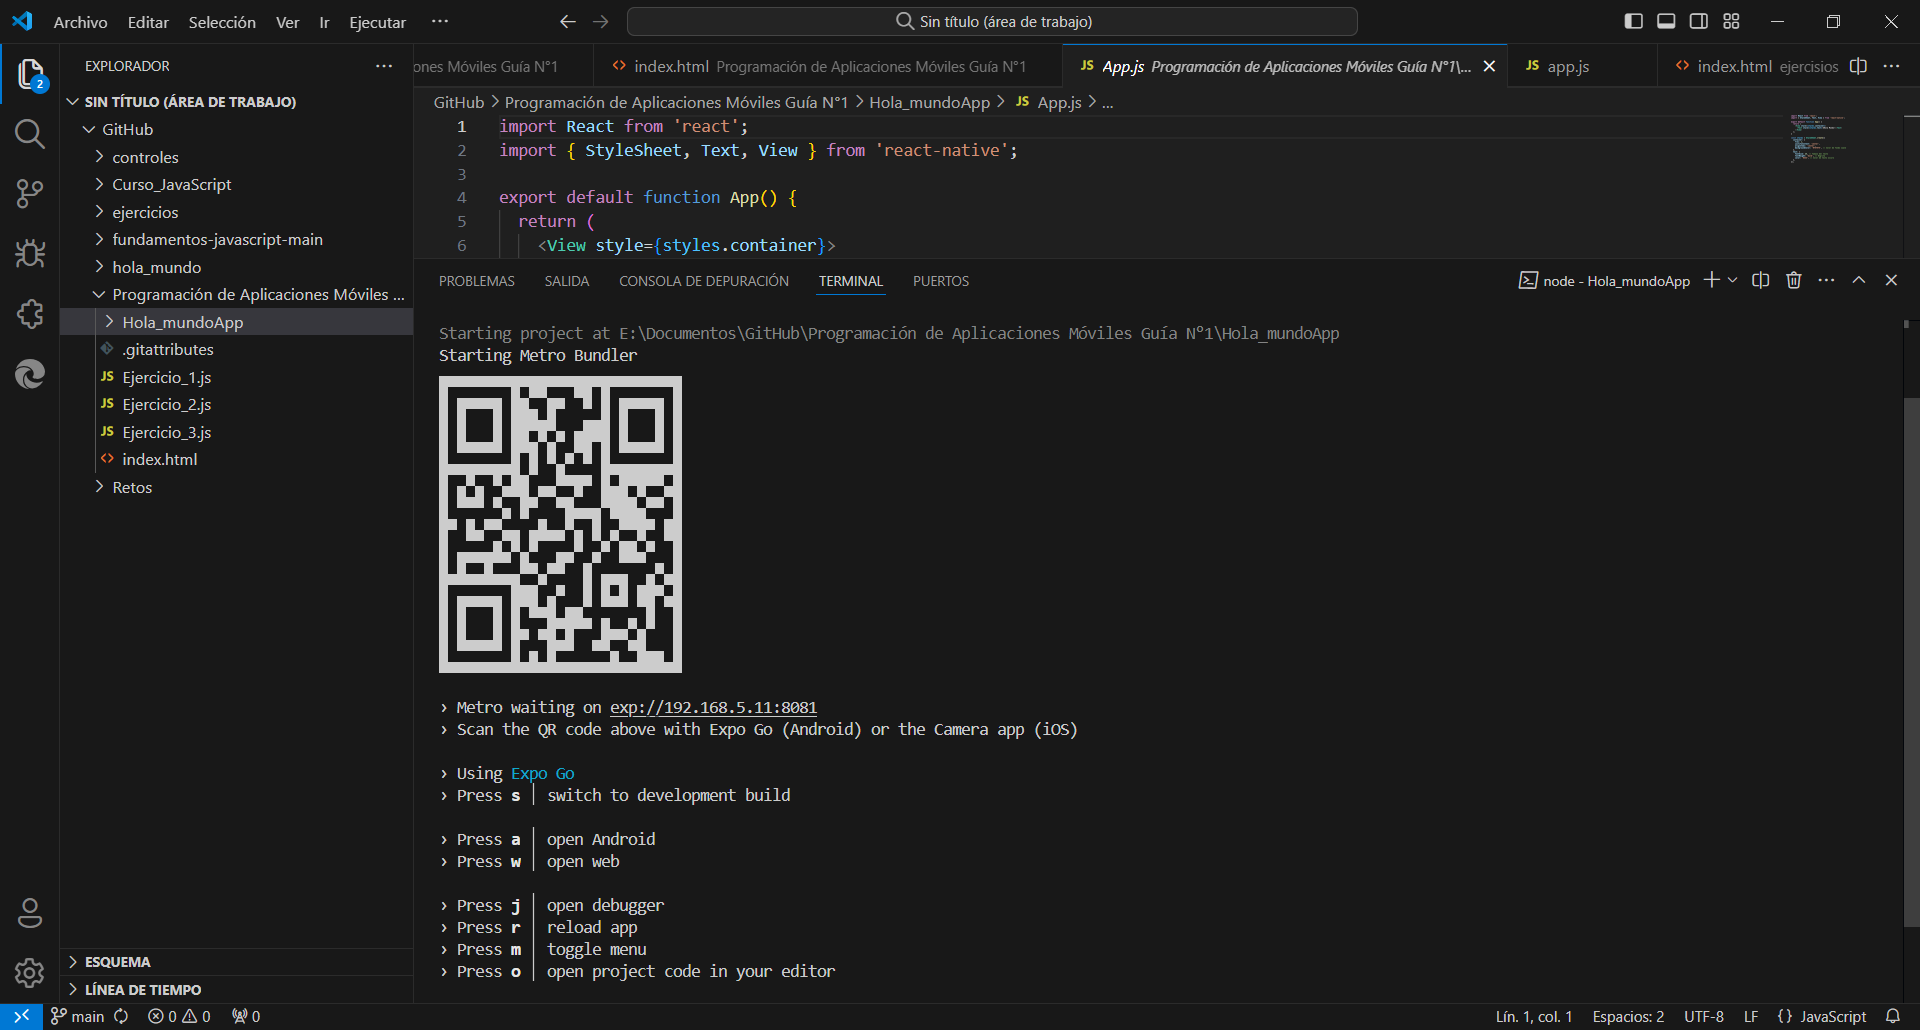 Archivo Editar Selección Ver Ir Ejecutar ···
Sin título (área de trabajo)
2
EXPLORADOR
SIN TÍTULO (ÁREA DE TRABAJO)
GitHub
controles
Curso_JavaScript
ejercicios
fundamentos-javascript-main
hola_mundo
Programación de Aplicaciones Móviles ...
Hola_mundoApp
.gitattributes
JS Ejercicio_1.js
JS Ejercicio_2.js
JS Ejercicio_3.js
index.html
Retos
ESQUEMA
LÍNEA DE TIEMPO
ones Móviles Guía N°1
index.html Programación de Aplicaciones Móviles Guía N°1
JS App.js Programación de Aplicaciones Móviles Guía N°1\...
JS app.js
index.html ejercisios
GitHub > Programación de Aplicaciones Móviles Guía N°1 > Hola_mundoApp > JS App.js > ...
1 import React from 'react';
2 import { StyleSheet, Text, View } from 'react-native';
3
4 export default function App() {
5 return (
6 <View style={styles.container}>
PROBLEMAS SALIDA CONSOLA DE DEPURACIÓN TERMINAL PUERTOS
node - Hola_mundoApp
Starting project at E:\Documentos\GitHub\Programación de Aplicaciones Móviles Guía N°1\Hola_mundoApp
Starting Metro Bundler
› Metro waiting on exp://192.168.5.11:8081
› Scan the QR code above with Expo Go (Android) or the Camera app (iOS)
› Using Expo Go
› Press s │ switch to development build
› Press a │ open Android
› Press w │ open web
› Press j │ open debugger
› Press r │ reload app
› Press m │ toggle menu
› Press o │ open project code in your editor
main 0 0 0
Lín. 1, col. 1 Espacios: 2 UTF-8 LF {} JavaScript